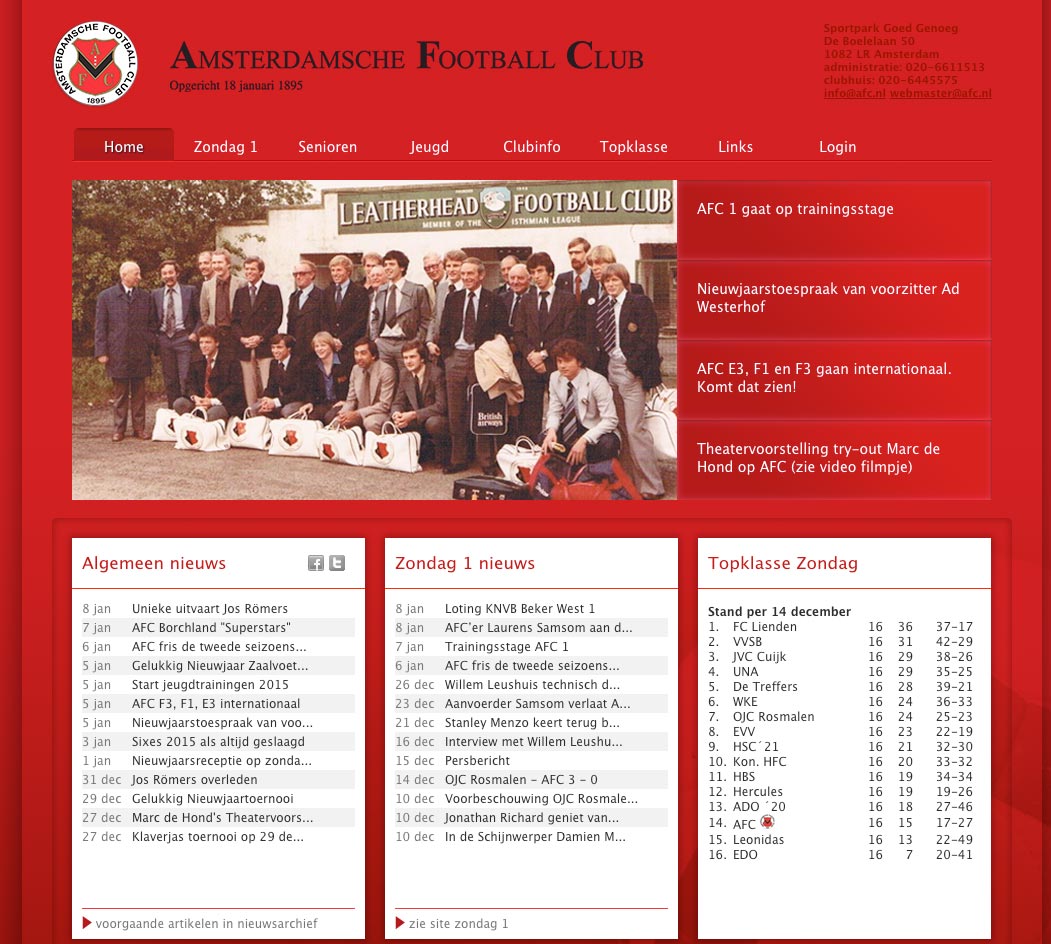 AMSTERDAMSCHE FOOTBALL CLUB
A
F C
1895
AMSTERDAMSCHE FOOTBALL CLUB
Opgericht 18 januari 1895
Sportpark Goed Genoeg
De Boelelaan 50
1082 LR Amsterdam
administratie: 020-6611513
clubhuis: 020-6445575
info@afc.nl webmaster@afc.nl
Home Zondag 1 Senioren Jeugd Clubinfo Topklasse Links Login
LEATHERHEAD FOOTBALL CLUB
MEMBER OF THE ISTHMIAN LEAGUE
British
airways
AFC 1 gaat op trainingsstage
Nieuwjaarstoespraak van voorzitter Ad
Westerhof
AFC E3, F1 en F3 gaan internationaal.
Komt dat zien!
Theatervoorstelling try-out Marc de
Hond op AFC (zie video filmpje)
Algemeen nieuws
8 jan Unieke uitvaart Jos Römers
7 jan AFC Borchland "Superstars"
6 jan AFC fris de tweede seizoens...
5 jan Gelukkig Nieuwjaar Zaalvoet...
5 jan Start jeugdtrainingen 2015
5 jan AFC F3, F1, E3 internationaal
5 jan Nieuwjaarstoespraak van voo...
3 jan Sixes 2015 als altijd geslaagd
1 jan Nieuwjaarsreceptie op zonda...
31 dec Jos Römers overleden
29 dec Gelukkig Nieuwjaartoernooi
27 dec Marc de Hond's Theatervoors...
27 dec Klaverjas toernooi op 29 de...
voorgaande artikelen in nieuwsarchief
Zondag 1 nieuws
8 jan Loting KNVB Beker West 1
8 jan AFC'er Laurens Samsom aan d...
7 jan Trainingsstage AFC 1
6 jan AFC fris de tweede seizoens...
26 dec Willem Leushuis technisch d...
23 dec Aanvoerder Samsom verlaat A...
21 dec Stanley Menzo keert terug b...
16 dec Interview met Willem Leushu...
15 dec Persbericht
14 dec OJC Rosmalen - AFC 3 - 0
10 dec Voorbeschouwing OJC Rosmale...
10 dec Jonathan Richard geniet van...
10 dec In de Schijnwerper Damien M...
zie site zondag 1
Topklasse Zondag
Stand per 14 december
1. FC Lienden 16 36 37-17
2. VVSB 16 31 42-29
3. JVC Cuijk 16 29 38-26
4. UNA 16 29 35-25
5. De Treffers 16 28 39-21
6. WKE 16 24 36-33
7. OJC Rosmalen 16 24 25-23
8. EVV 16 23 22-19
9. HSC´21 16 21 32-30
10. Kon. HFC 16 20 33-32
11. HBS 16 19 34-34
12. Hercules 16 19 19-26
13. ADO ´20 16 18 27-46
14. AFC 16 15 17-27
15. Leonidas 16 13 22-49
16. EDO 16 7 20-41